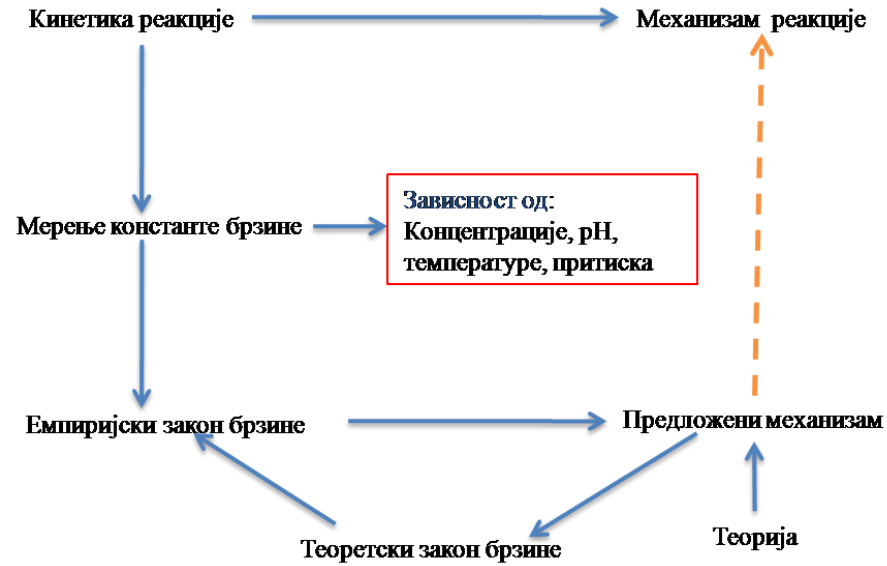 Кинетика реакције
Механизам реакције
Зависност од:
Мерење константе брзине
Концентрације, pH,
температуре, притиска
Емпиријски закон брзине
Предложени механизам
Теоретски закон брзине
Теорија